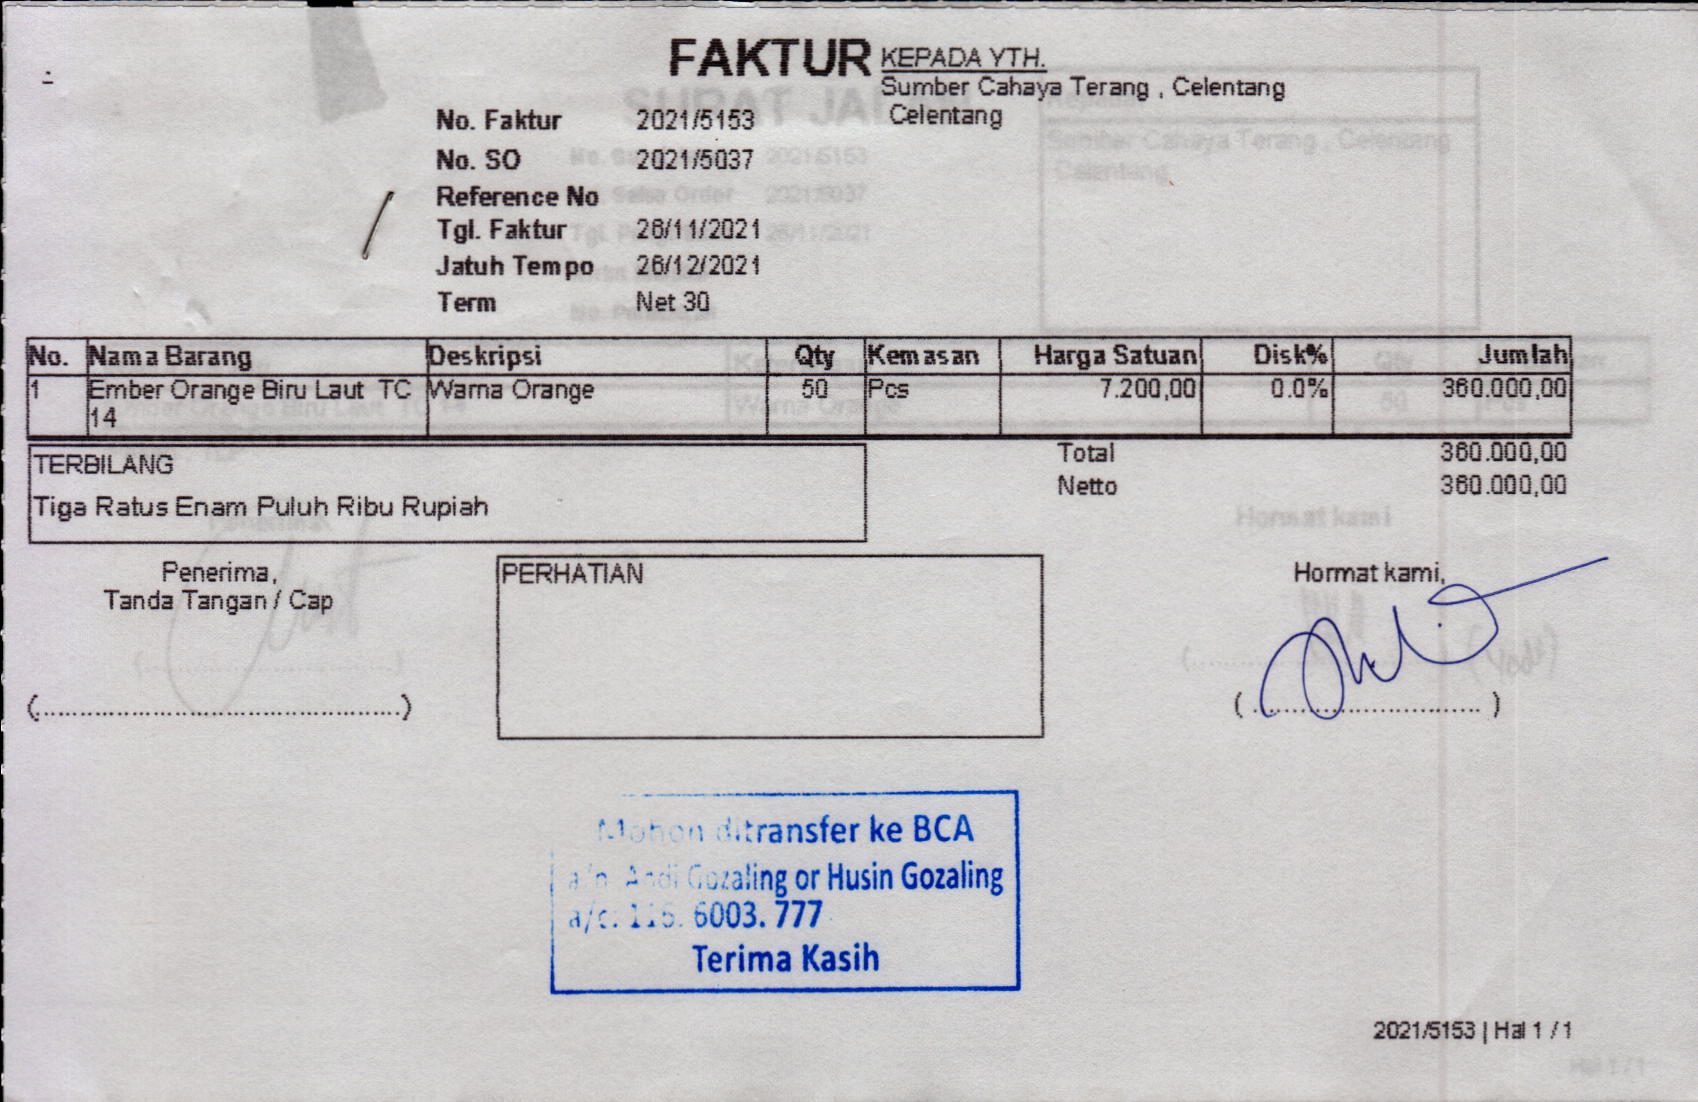 FAKTUR
KEPADA YTH.
Sumber Cahaya Terang , Celentang
Celentang
No. Faktur 2021/5153
No. SO 2021/5037
Reference No
Tgl. Faktur 26/11/2021
Jatuh Tempo 26/12/2021
Term Net 30
No. Nama Barang Deskripsi Qty Kemasan Harga Satuan Disk% Jumlah
1 Ember Orange Biru Laut TC Warna Orange 50 Pcs 7.200,00 0.0% 360.000,00
14
TERBILANG
Tiga Ratus Enam Puluh Ribu Rupiah
Total 360.000,00
Netto 360.000,00
Penerima,
Tanda Tangan / Cap
(..............................................)
PERHATIAN
Hormat kami,
( ............................. )
Mohon ditransfer ke BCA
a/n. Andi Gozaling or Husin Gozaling
a/c. 6003. 777
Terima Kasih
2021/5153 | Hal 1 / 1